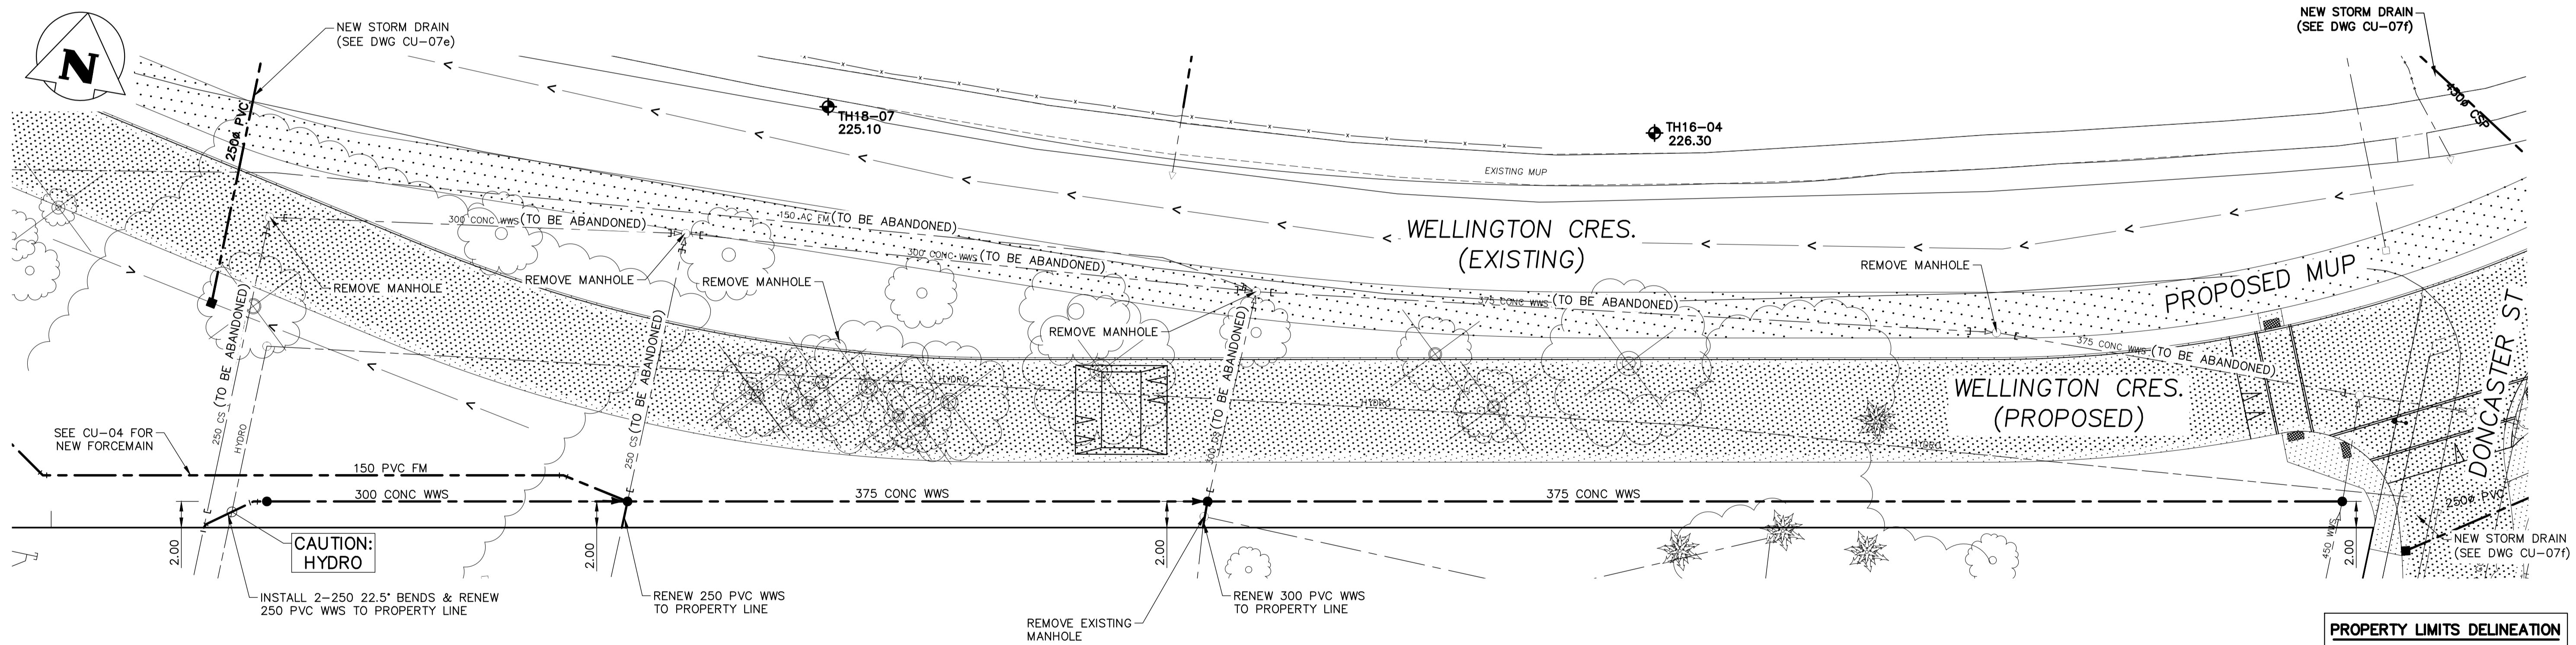 N
NEW STORM DRAIN
(SEE DWG CU-07e)
NEW STORM DRAIN
(SEE DWG CU-07f)
250ø PVC
450ø CSP
TH18-07
225.10
TH16-04
226.30
EXISTING MUP
300 CONC WWS (TO BE ABANDONED)
150 AC FM (TO BE ABANDONED)
300 CONC WWS (TO BE ABANDONED)
WELLINGTON CRES.
(EXISTING)
REMOVE MANHOLE
REMOVE MANHOLE
REMOVE MANHOLE
REMOVE MANHOLE
REMOVE MANHOLE
375 CONC WWS (TO BE ABANDONED)
PROPOSED MUP
375 CONC WWS (TO BE ABANDONED)
250 CS (TO BE ABANDONED)
250 CS (TO BE ABANDONED)
300 CS (TO BE ABANDONED)
HYDRO
HYDRO
HYDRO
HYDRO
WELLINGTON CRES.
(PROPOSED)
DONCASTER ST
SEE CU-04 FOR
NEW FORCEMAIN
150 PVC FM
300 CONC WWS
375 CONC WWS
375 CONC WWS
250ø PVC
450 WWS
2.00
2.00
2.00
2.00
CAUTION:
HYDRO
NEW STORM DRAIN
(SEE DWG CU-07f)
INSTALL 2-250 22.5° BENDS & RENEW
250 PVC WWS TO PROPERTY LINE
RENEW 250 PVC WWS
TO PROPERTY LINE
RENEW 300 PVC WWS
TO PROPERTY LINE
REMOVE EXISTING
MANHOLE
PROPERTY LIMITS DELINEATION